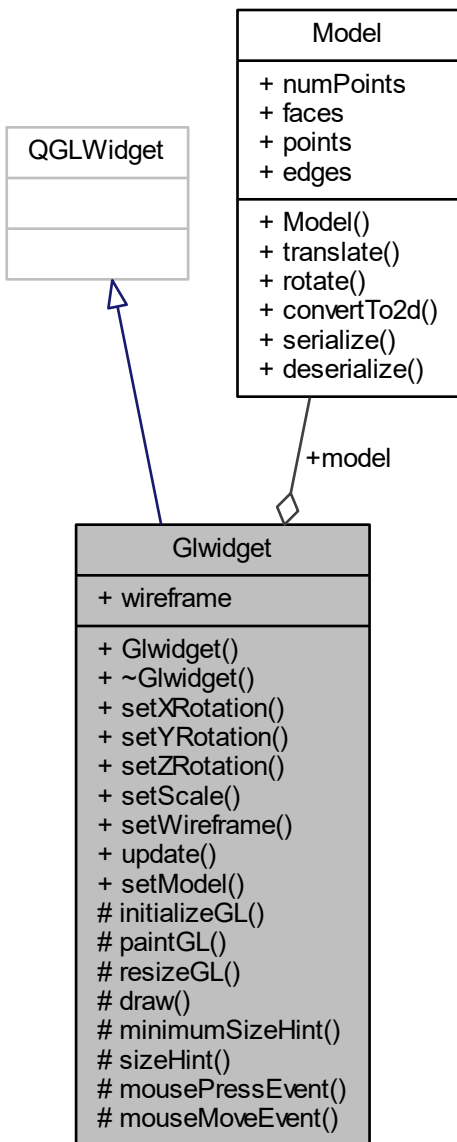 Model
+ numPoints
+ faces
+ points
+ edges
+ Model()
+ translate()
+ rotate()
+ convertTo2d()
+ serialize()
+ deserialize()
QGLWidget
+model
Glwidget
+ wireframe
+ Glwidget()
+ ~Glwidget()
+ setXRotation()
+ setYRotation()
+ setZRotation()
+ setScale()
+ setWireframe()
+ update()
+ setModel()
# initializeGL()
# paintGL()
# resizeGL()
# draw()
# minimumSizeHint()
# sizeHint()
# mousePressEvent()
# mouseMoveEvent()